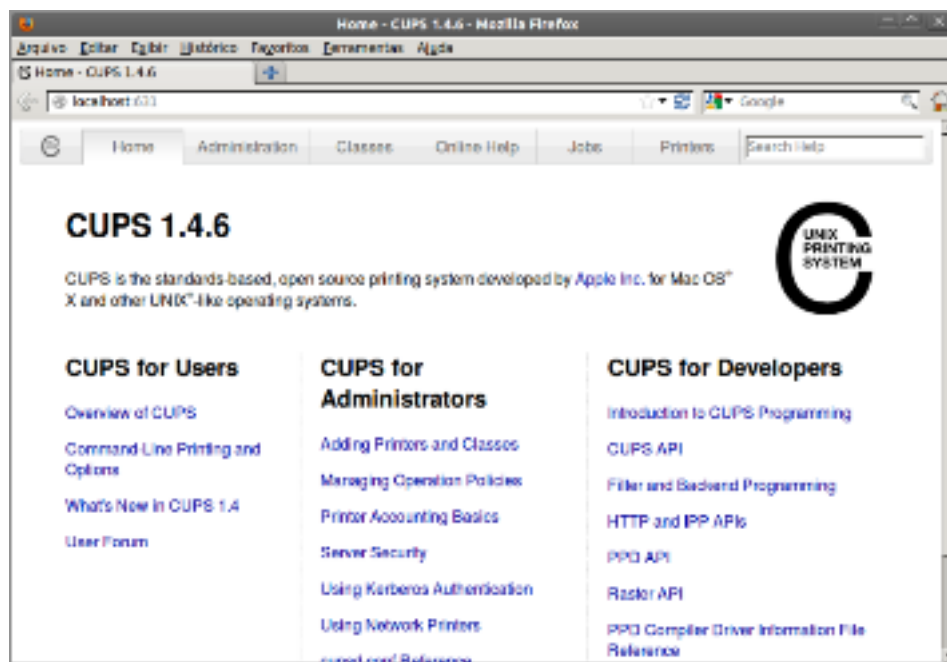 Home - CUPS 1.4.6 - Mozilla Firefox
Arquivo Editar Exibir Histórico Favoritos Ferramentas Ajuda
Home - CUPS 1.4.6
localhost:631
Google
Home Administration Classes Online Help Jobs Printers Search Help
CUPS 1.4.6
CUPS is the standards-based, open source printing system developed by Apple Inc. for Mac OS®
X and other UNIX®-like operating systems.
UNIX
PRINTING
SYSTEM
CUPS for Users
Overview of CUPS
Command-Line Printing and
Options
What's New in CUPS 1.4
User Forum
CUPS for
Administrators
Adding Printers and Classes
Managing Operation Policies
Printer Accounting Basics
Server Security
Using Kerberos Authentication
Using Network Printers
cupsd.conf Reference
CUPS for Developers
Introduction to CUPS Programming
CUPS API
Filter and Backend Programming
HTTP and IPP APIs
PPD API
Raster API
PPD Compiler Driver Information File
Reference